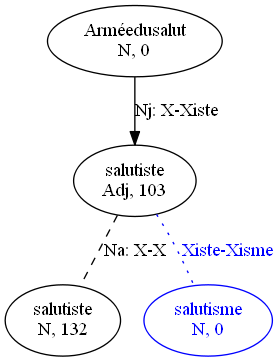 Arméedusalut
N, 0
Nj: X-Xiste
salutiste
Adj, 103
Na: X-X
Xiste-Xisme
salutiste
N, 132
salutisme
N, 0